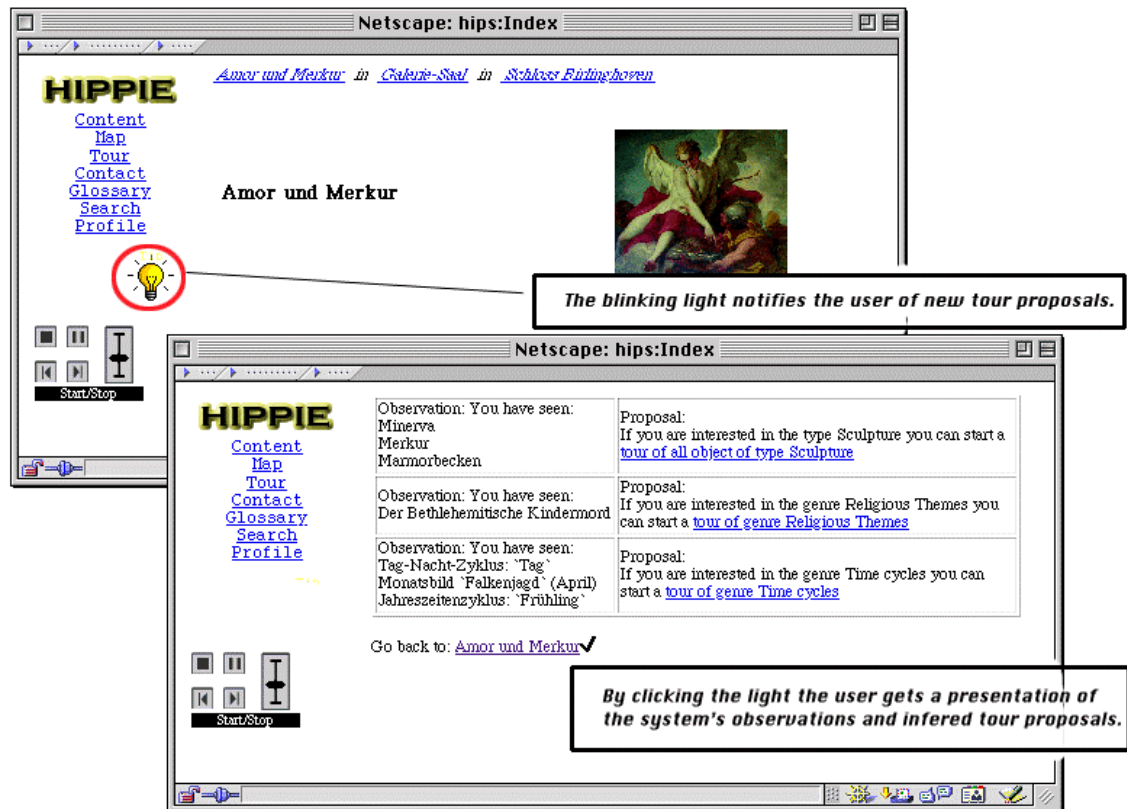 Netscape: hips:Index
Amor und Merkur in Galerie-Saal in Schloss Birlinghoven
HIPPIE
Content
Map
Tour
Contact
Glossary
Search
Profile
Amor und Merkur
The blinking light notifies the user of new tour proposals.
Start/Stop
Netscape: hips:Index
HIPPIE
Content
Map
Tour
Contact
Glossary
Search
Profile
Observation: You have seen:
Minerva
Merkur
Marmorbecken
Proposal:
If you are interested in the type Sculpture you can start a
tour of all object of type Sculpture
Observation: You have seen:
Der Bethlehemitische Kindermord
Proposal:
If you are interested in the genre Religious Themes you
can start a tour of genre Religious Themes
Observation: You have seen:
Tag-Nacht-Zyklus: `Tag`
Monatsbild `Falkenjagd` (April)
Jahreszeitenzyklus: `Frühling`
Proposal:
If you are interested in the genre Time cycles you can
start a tour of genre Time cycles
Go back to: Amor und Merkur
Start/Stop
By clicking the light the user gets a presentation of
the system's observations and infered tour proposals.